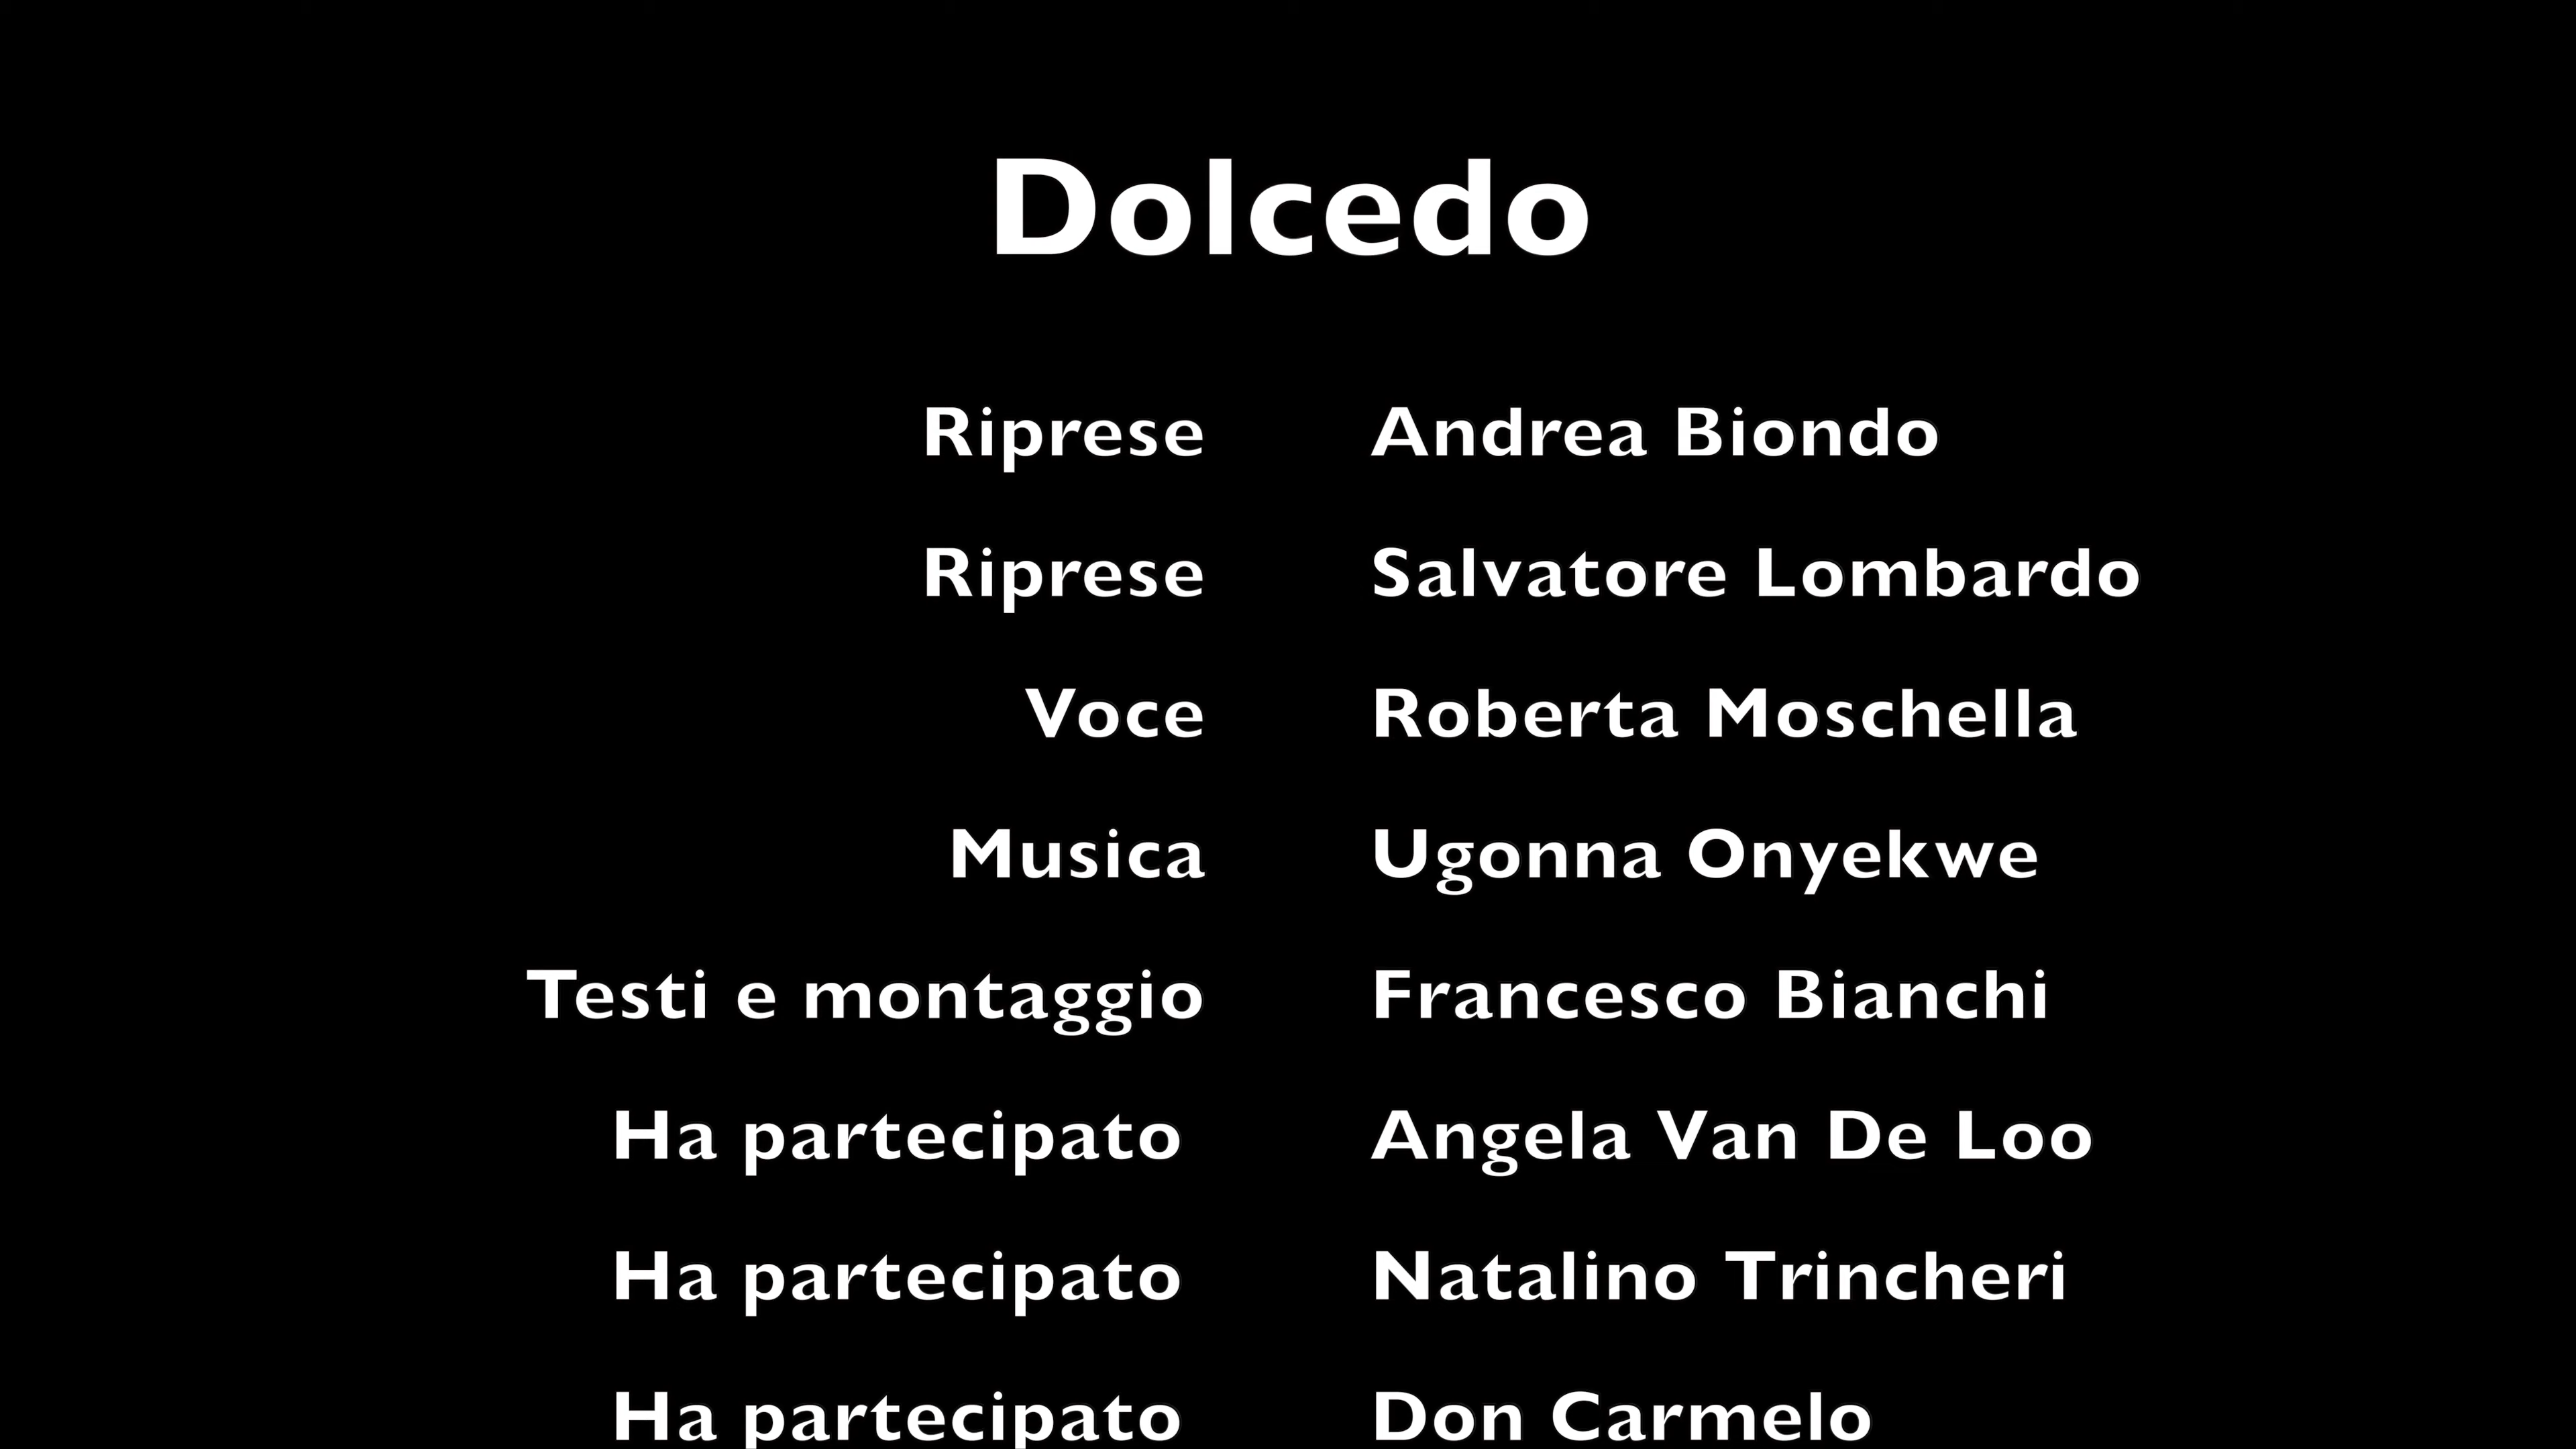 Dolcedo
Riprese Andrea Biondo
Riprese Salvatore Lombardo
Voce Roberta Moschella
Musica Ugonna Onyekwe
Testi e montaggio Francesco Bianchi
Ha partecipato Angela Van De Loo
Ha partecipato Natalino Trincheri
Ha partecipato Don Carmelo